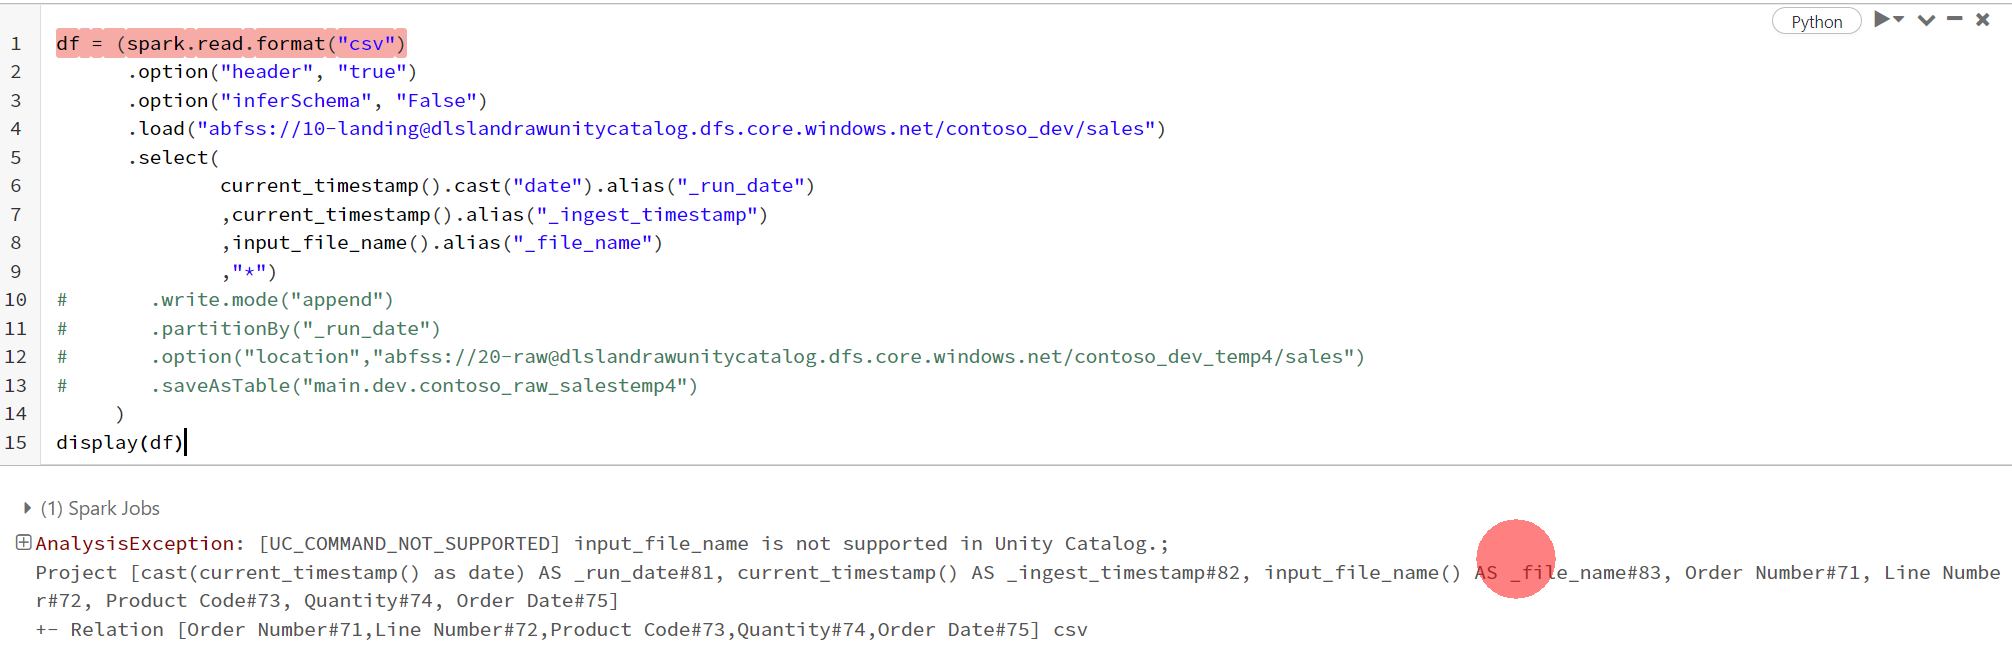 Python
1 df = (spark.read.format("csv")
2 .option("header", "true")
3 .option("inferSchema", "False")
4 .load("abfss://10-landing@dlslandrawunitycatalog.dfs.core.windows.net/contoso_dev/sales")
5 .select(
6 current_timestamp().cast("date").alias("_run_date")
7 ,current_timestamp().alias("_ingest_timestamp")
8 ,input_file_name().alias("_file_name")
9 ,"*")
10 # .write.mode("append")
11 # .partitionBy("_run_date")
12 # .option("location","abfss://20-raw@dlslandrawunitycatalog.dfs.core.windows.net/contoso_dev_temp4/sales")
13 # .saveAsTable("main.dev.contoso_raw_salestemp4")
14 )
15 display(df)
(1) Spark Jobs
AnalysisException: [UC_COMMAND_NOT_SUPPORTED] input_file_name is not supported in Unity Catalog.;
Project [cast(current_timestamp() as date) AS _run_date#81, current_timestamp() AS _ingest_timestamp#82, input_file_name() AS _file_name#83, Order Number#71, Line Numbe
r#72, Product Code#73, Quantity#74, Order Date#75]
+- Relation [Order Number#71,Line Number#72,Product Code#73,Quantity#74,Order Date#75] csv